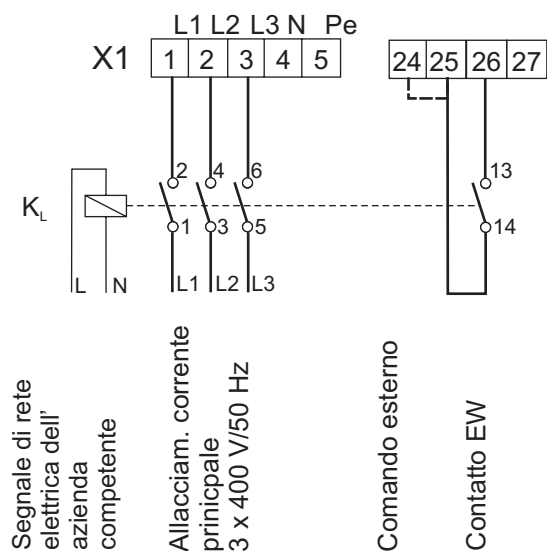 L1 L2 L3 N Pe
X1 1 2 3 4 5
24 25 26 27
2 4 6 13
K_L
1 3 5 14
L N L1 L2 L3
Segnale di rete
elettrica dell'
azienda
competente
Allacciam. corrente
prinicpale
3 x 400 V/50 Hz
Comando esterno
Contatto EW